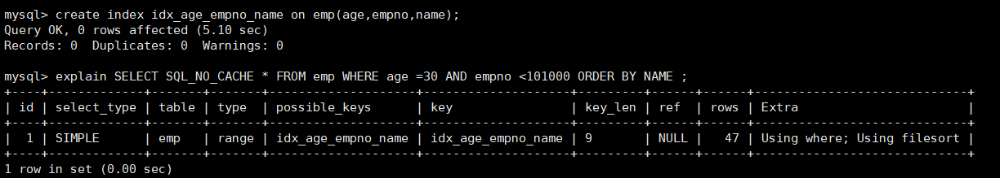 mysql> create index idx_age_empno_name on emp(age,empno,name);
Query OK, 0 rows affected (5.10 sec)
Records: 0  Duplicates: 0  Warnings: 0

mysql> explain SELECT SQL_NO_CACHE * FROM emp WHERE age =30 AND empno <101000 ORDER BY NAME ;
+----+-------------+-------+-------+--------------------+--------------------+---------+------+------+-----------------------------+
| id | select_type | table | type  | possible_keys      | key                | key_len | ref  | rows | Extra                       |
+----+-------------+-------+-------+--------------------+--------------------+---------+------+------+-----------------------------+
|  1 | SIMPLE      | emp   | range | idx_age_empno_name | idx_age_empno_name | 9       | NULL |   47 | Using where; Using filesort |
+----+-------------+-------+-------+--------------------+--------------------+---------+------+------+-----------------------------+
1 row in set (0.00 sec)